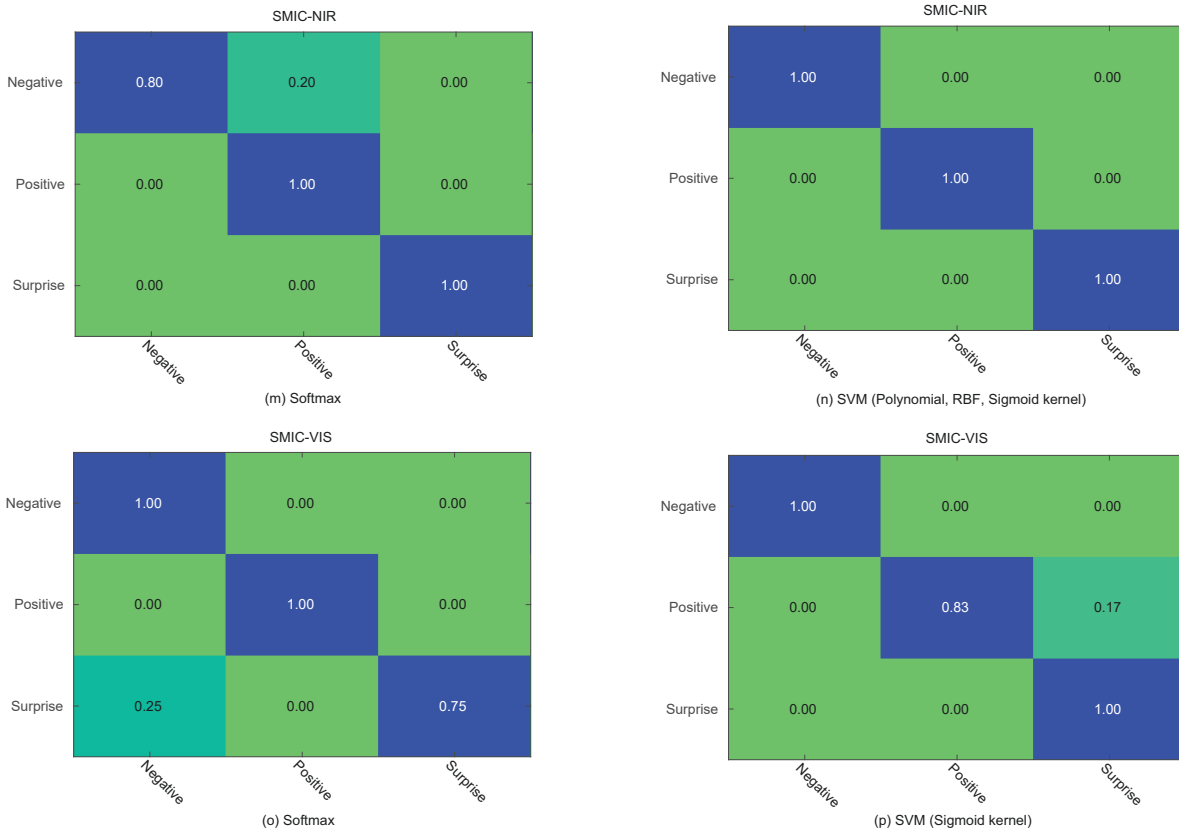 SMIC-NIR
Negative 0.80 0.20 0.00
Positive 0.00 1.00 0.00
Surprise 0.00 0.00 1.00
Negative Positive Surprise
(m) Softmax
SMIC-NIR
Negative 1.00 0.00 0.00
Positive 0.00 1.00 0.00
Surprise 0.00 0.00 1.00
Negative Positive Surprise
(n) SVM (Polynomial, RBF, Sigmoid kernel)
SMIC-VIS
Negative 1.00 0.00 0.00
Positive 0.00 1.00 0.00
Surprise 0.25 0.00 0.75
Negative Positive Surprise
(o) Softmax
SMIC-VIS
Negative 1.00 0.00 0.00
Positive 0.00 0.83 0.17
Surprise 0.00 0.00 1.00
Negative Positive Surprise
(p) SVM (Sigmoid kernel)